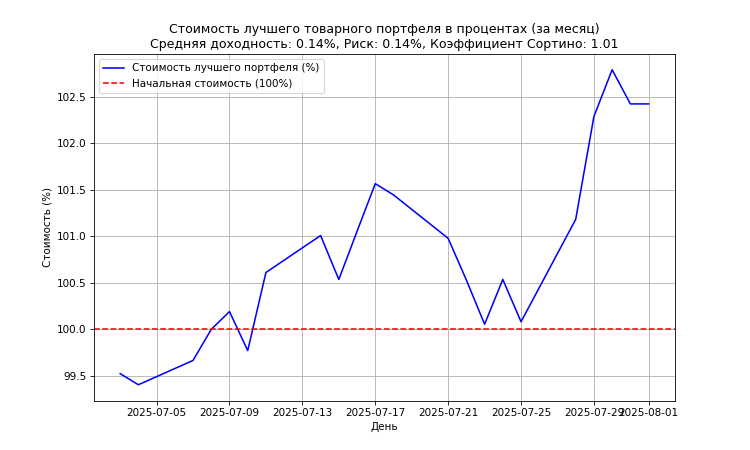 Стоимость лучшего товарного портфеля в процентах (за месяц)
Средняя доходность: 0.14%, Риск: 0.14%, Коэффициент Сортино: 1.01
Стоимость лучшего портфеля (%)
Начальная стоимость (100%)
Стоимость (%)
102.5
102.0
101.5
101.0
100.5
100.0
99.5
2025-07-05 2025-07-09 2025-07-13 2025-07-17 2025-07-21 2025-07-25 2025-07-29 2025-08-01
День